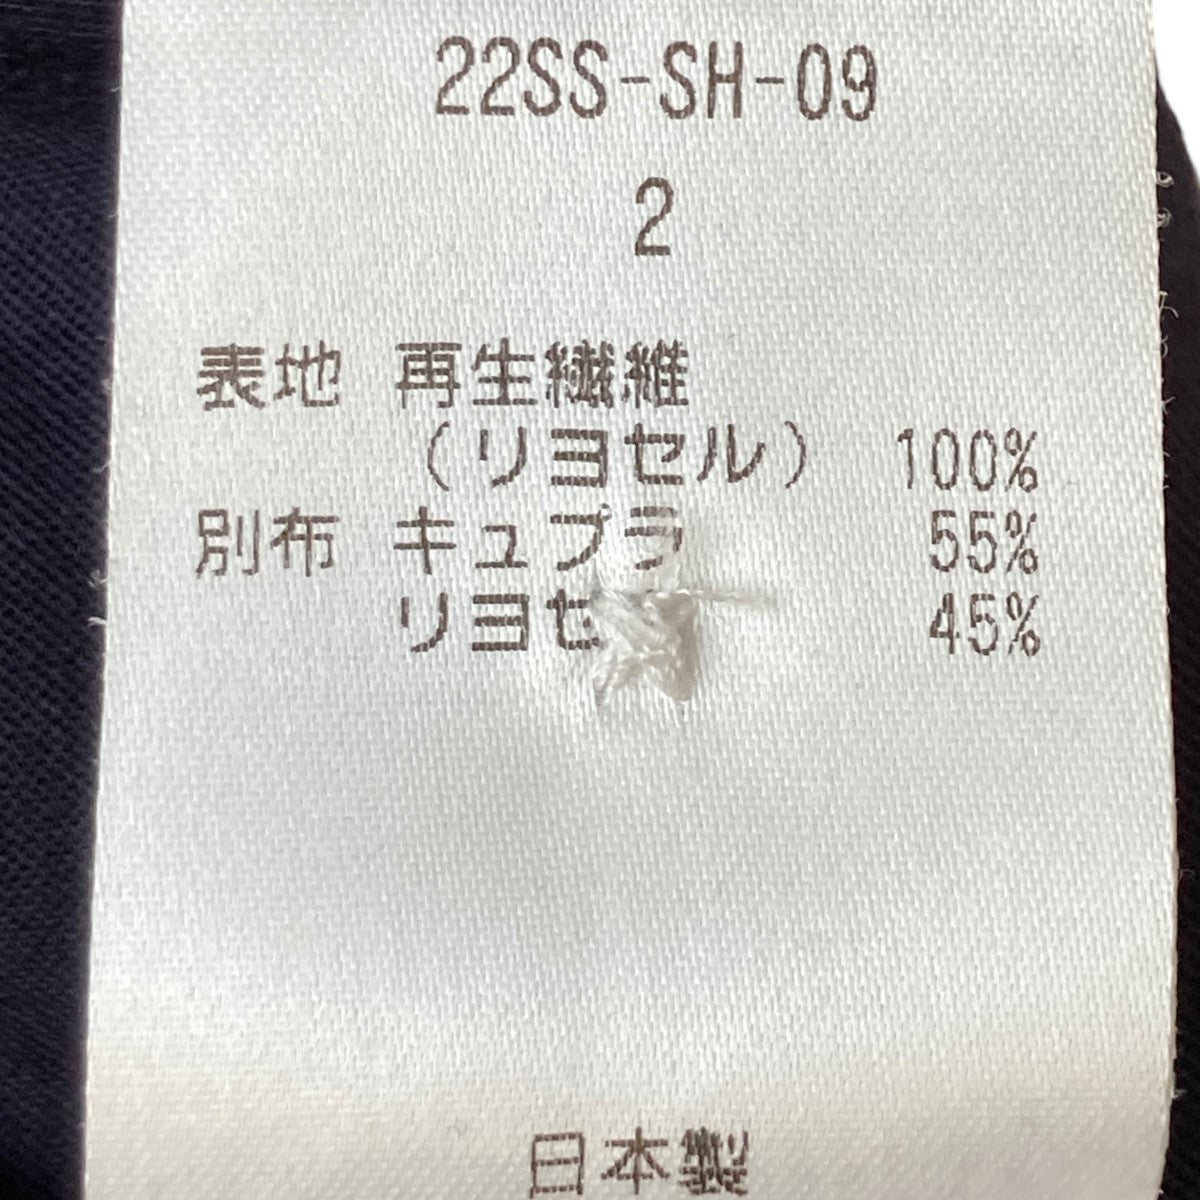 22SS-SH-09
2
表地 再生繊維
（リヨセル） 100%
別布 キュプラ 55%
リヨセ 45%
日本製